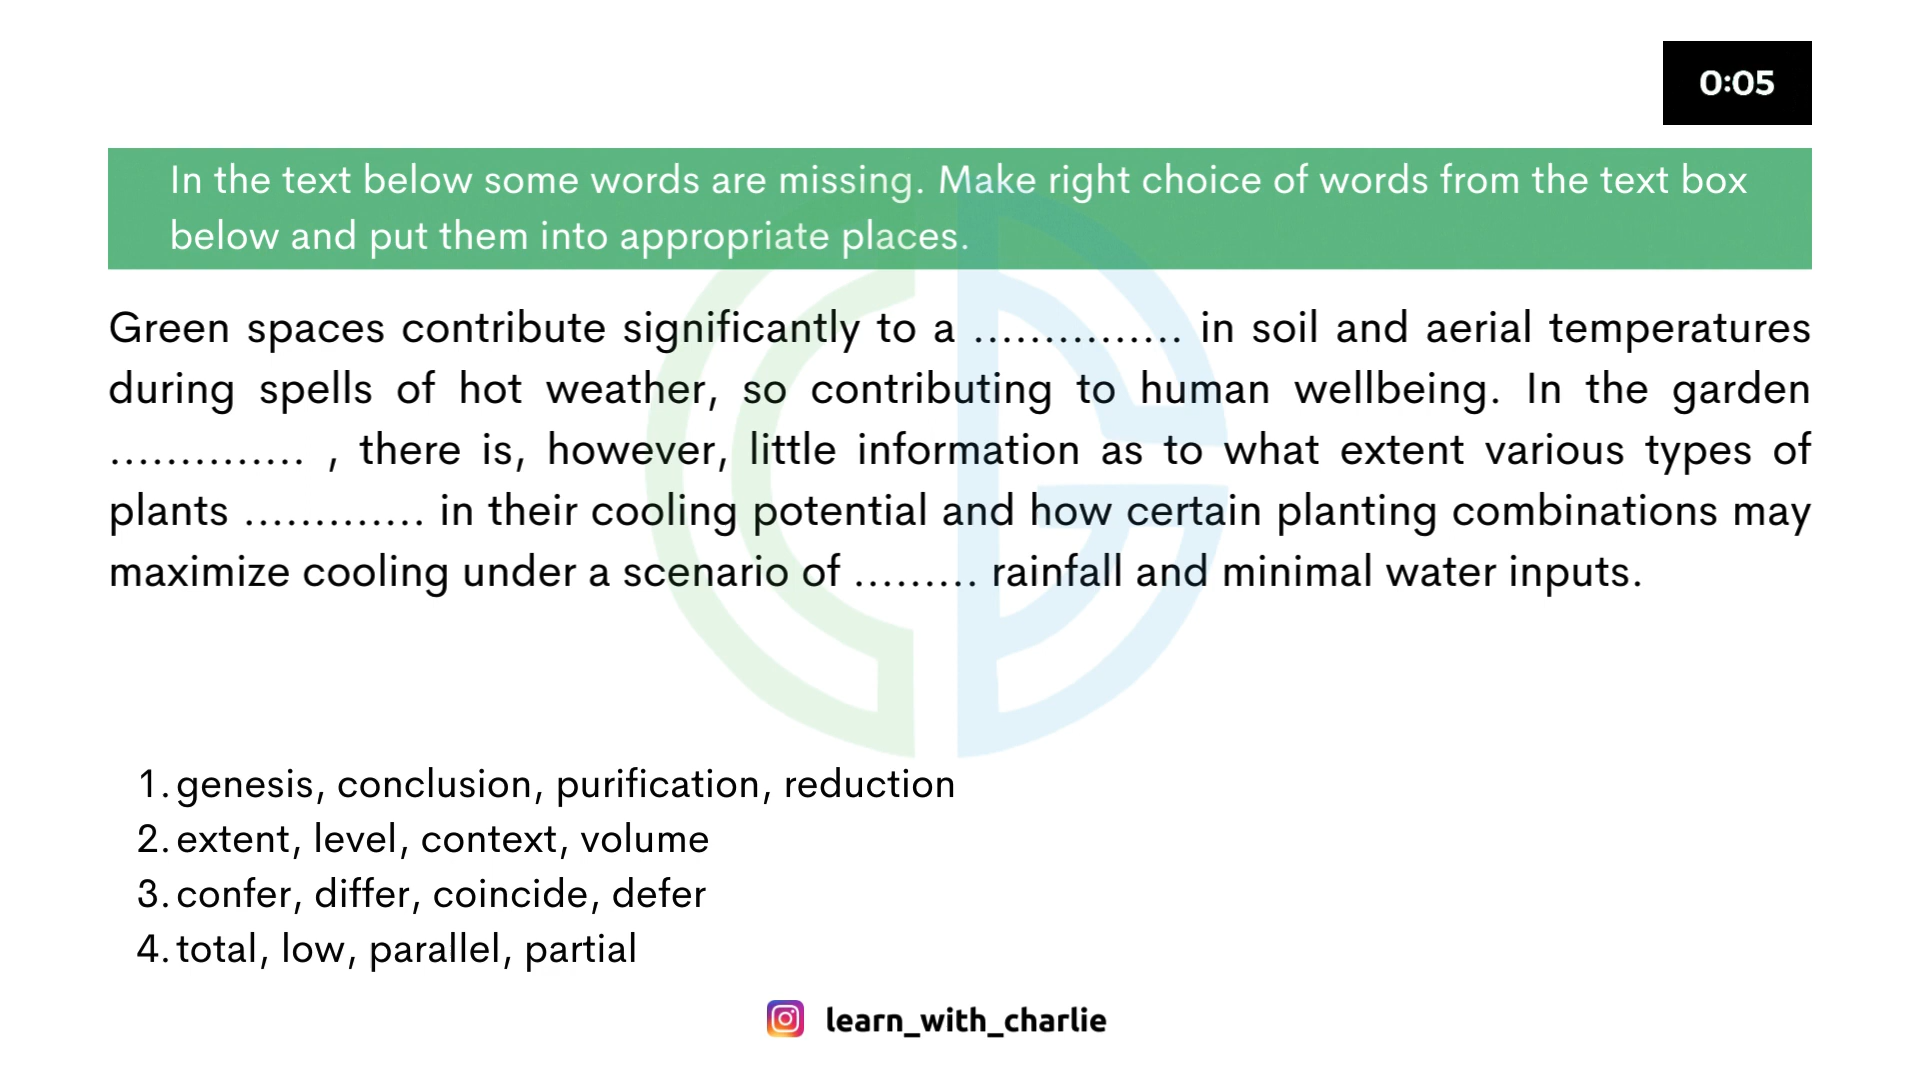 0:05
In the text below some words are missing. Make right choice of words from the text box
below and put them into appropriate places.
Green spaces contribute significantly to a ............... in soil and aerial temperatures
during spells of hot weather, so contributing to human wellbeing. In the garden
.............. , there is, however, little information as to what extent various types of
plants ............. in their cooling potential and how certain planting combinations may
maximize cooling under a scenario of ......... rainfall and minimal water inputs.
1. genesis, conclusion, purification, reduction
2. extent, level, context, volume
3. confer, differ, coincide, defer
4. total, low, parallel, partial
learn_with_charlie